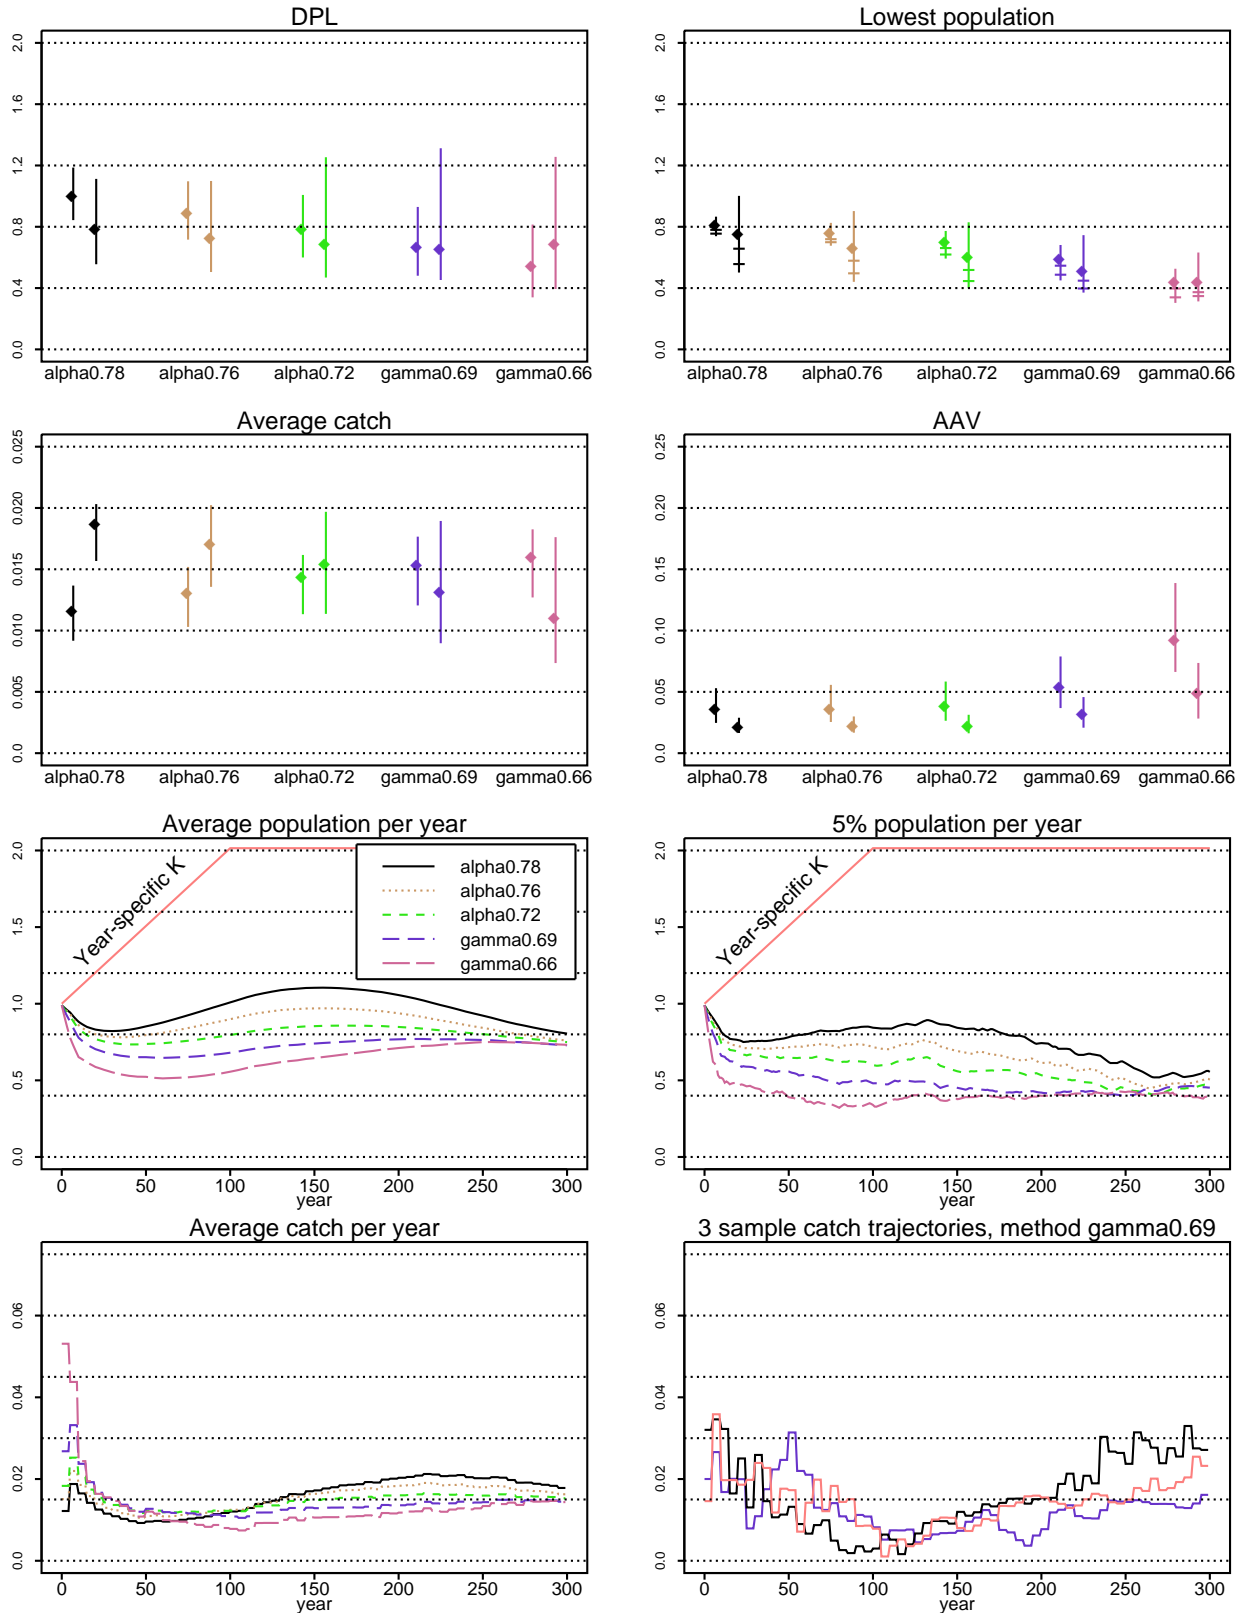 DPL
Lowest population
2.0
1.6
1.2
0.8
0.4
0.0
alpha0.78 alpha0.76 alpha0.72 gamma0.69 gamma0.66
2.0
1.6
1.2
0.8
0.4
0.0
alpha0.78 alpha0.76 alpha0.72 gamma0.69 gamma0.66
Average catch
AAV
0.025
0.020
0.015
0.010
0.005
0.0
alpha0.78 alpha0.76 alpha0.72 gamma0.69 gamma0.66
0.25
0.20
0.15
0.10
0.05
0.0
alpha0.78 alpha0.76 alpha0.72 gamma0.69 gamma0.66
Average population per year
5% population per year
2.0
1.5
1.0
0.5
0.0
Year-specific K
alpha0.78
alpha0.76
alpha0.72
gamma0.69
gamma0.66
0 50 100 150 200 250 300
year
2.0
1.5
1.0
0.5
0.0
Year-specific K
0 50 100 150 200 250 300
year
Average catch per year
3 sample catch trajectories, method gamma0.69
0.06
0.04
0.02
0.0
0 50 100 150 200 250 300
year
0.06
0.04
0.02
0.0
0 50 100 150 200 250 300
year